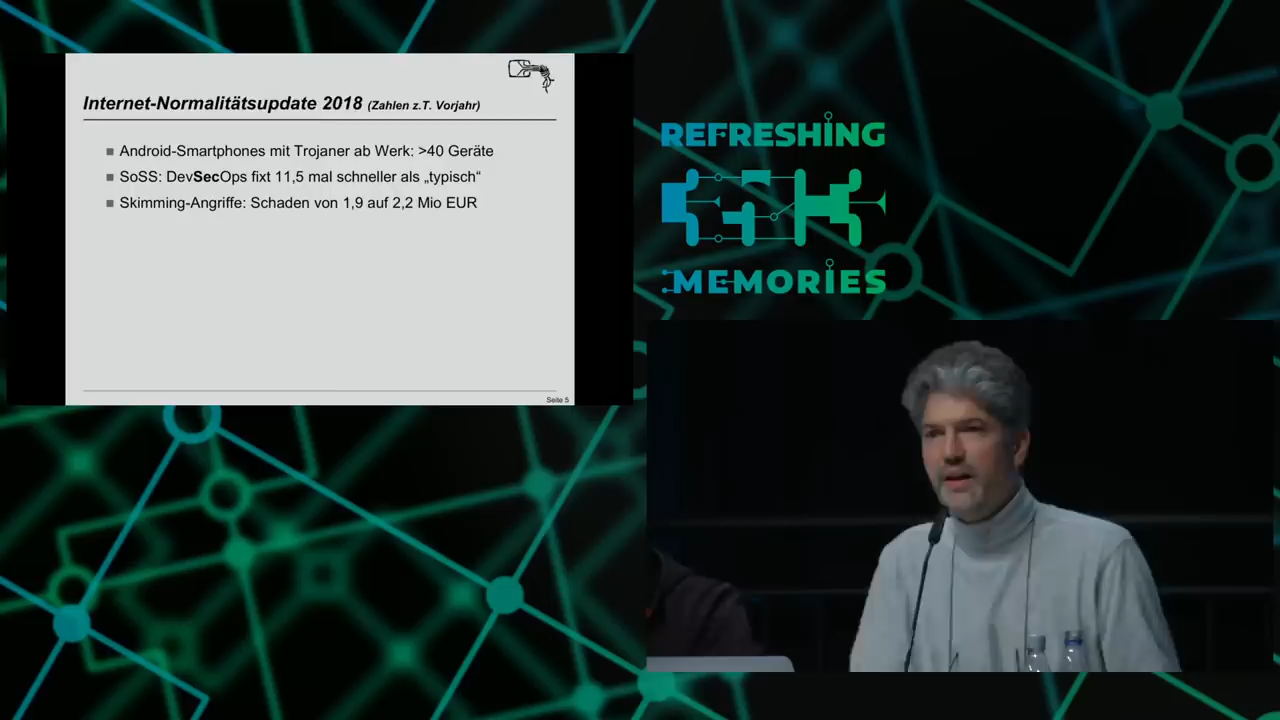 Internet-Normalitätsupdate 2018 (Zahlen z.T. Vorjahr)
Android-Smartphones mit Trojaner ab Werk: >40 Geräte
SoSS: DevSecOps fixt 11,5 mal schneller als „typisch“
Skimming-Angriffe: Schaden von 1,9 auf 2,2 Mio EUR
Seite 5
REFRESHING
MEMORIES